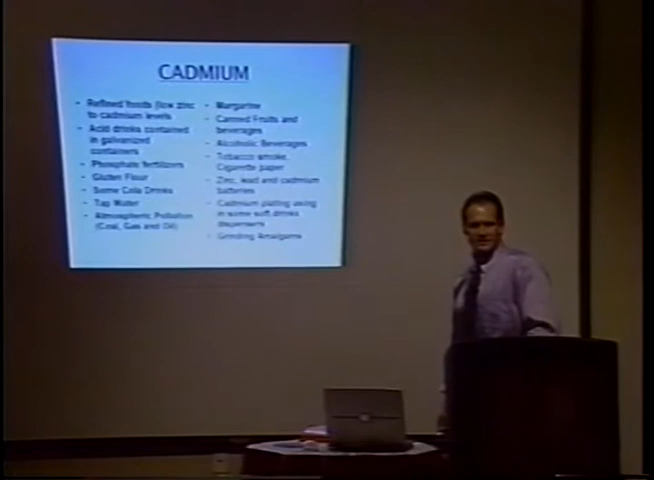 CADMIUM
• Refined foods (low zinc
to cadmium levels
• Acid drinks contained
in galvanized
containers
• Phosphate fertilizers
• Gluten Flour
• Some Cola Drinks
• Tap Water
• Atmospheric Pollution
(Coal, Gas and Oil)
• Margarine
• Canned Fruits and
beverages
• Alcoholic Beverages
• Tobacco smoke,
Cigarette paper
• Zinc, lead and cadmium
batteries
• Cadmium plating
in some soft drinks
dispensers
• Grinding Amalgams